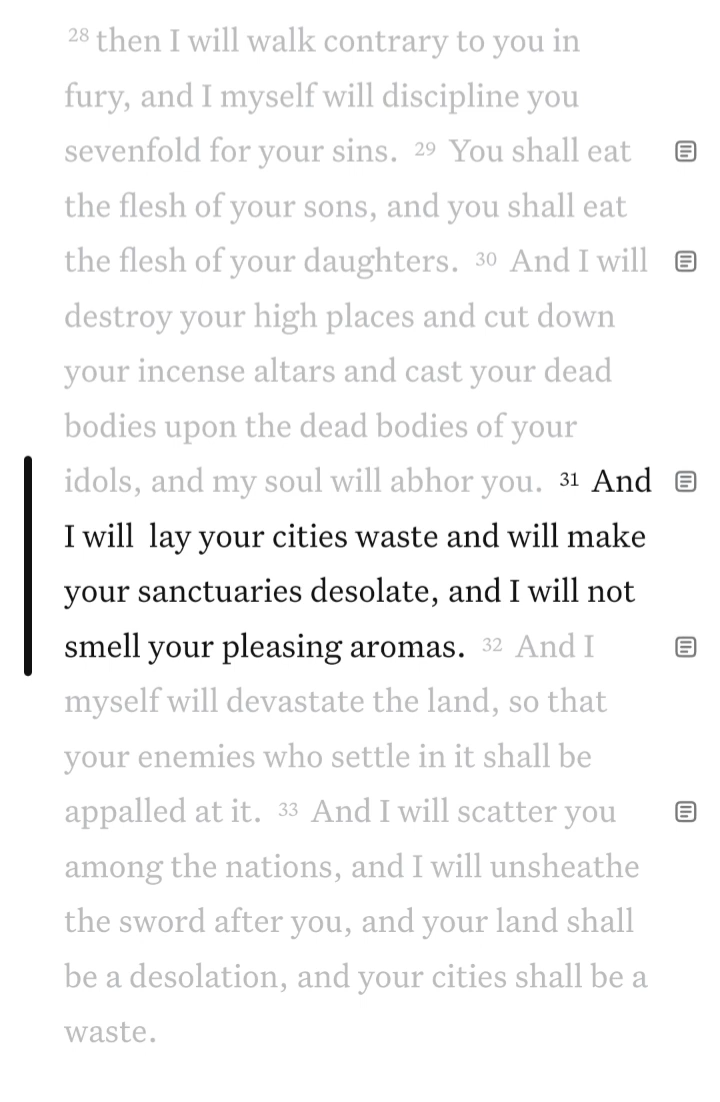 28 then I will walk contrary to you in
fury, and I myself will discipline you
sevenfold for your sins. 29 You shall eat
the flesh of your sons, and you shall eat
the flesh of your daughters. 30 And I will
destroy your high places and cut down
your incense altars and cast your dead
bodies upon the dead bodies of your
idols, and my soul will abhor you. 31 And
I will lay your cities waste and will make
your sanctuaries desolate, and I will not
smell your pleasing aromas. 32 And I
myself will devastate the land, so that
your enemies who settle in it shall be
appalled at it. 33 And I will scatter you
among the nations, and I will unsheathe
the sword after you, and your land shall
be a desolation, and your cities shall be a
waste.